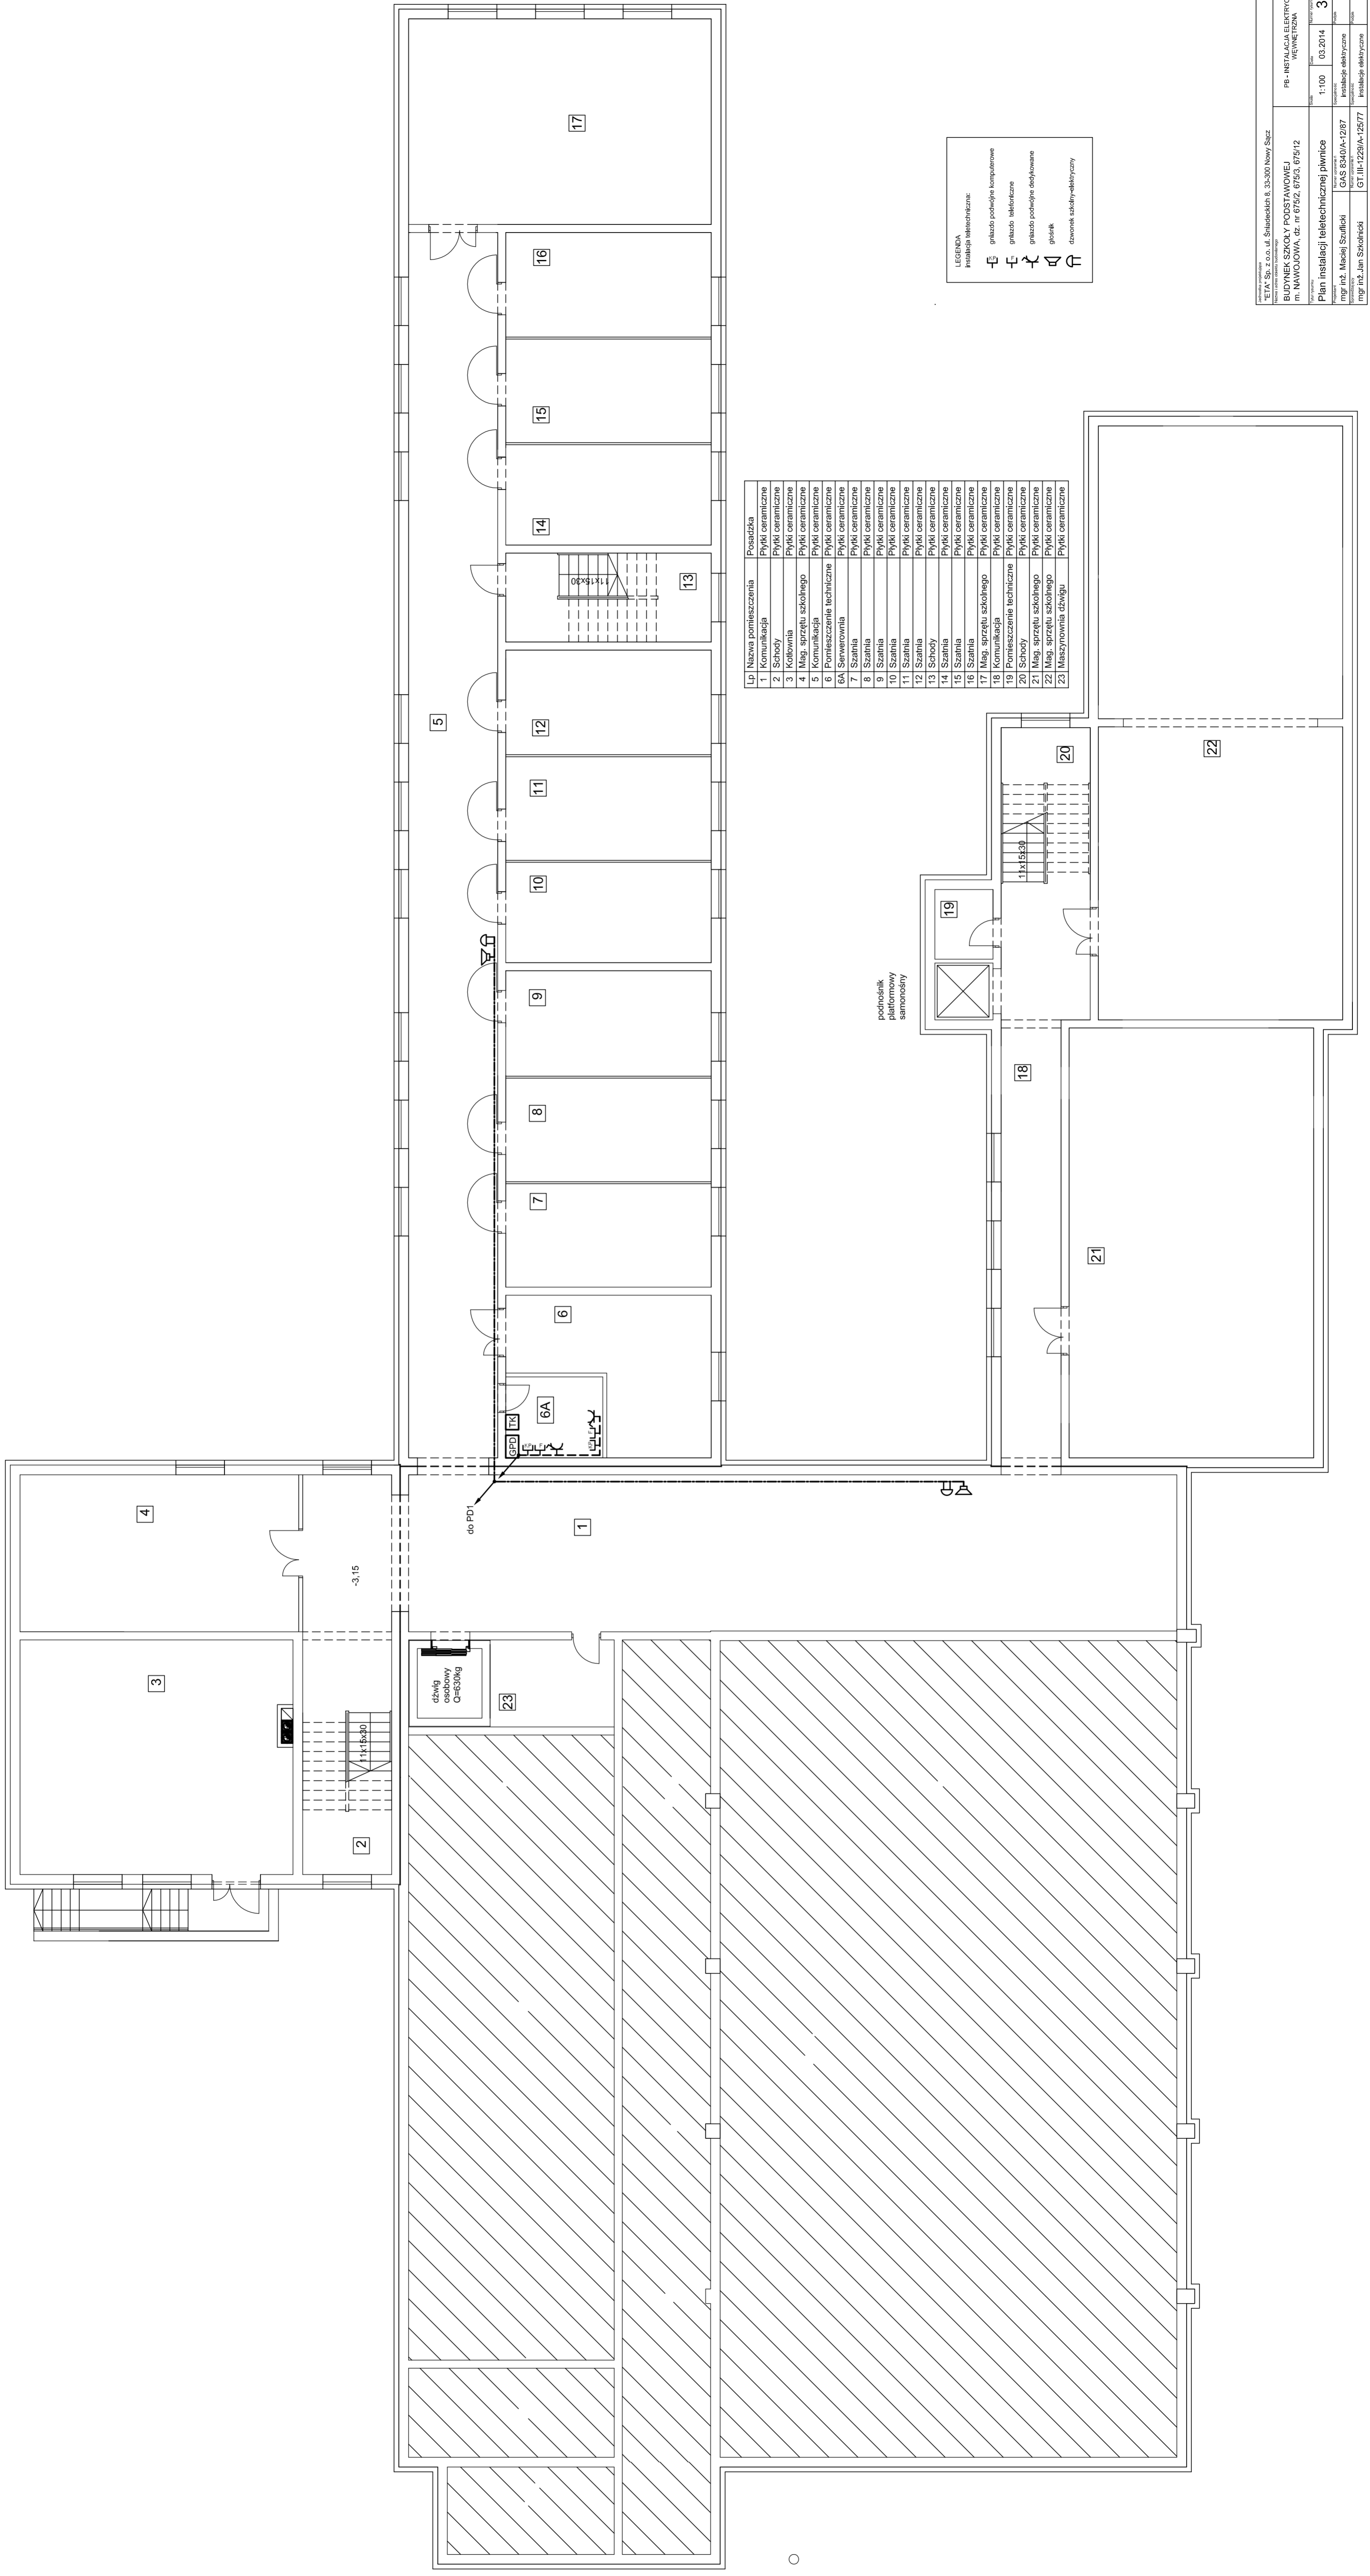 17
16
15
14
13
11x15x30
5
12
11
10
9
8
7
6
6A
TK
GPD
do PD1
1
4
-3,15
3
11x15x30
2
dźwig
osobowy
Q=630kg
23
LEGENDA
instalacja teletechniczna:
gniazdo podwójne komputerowe
gniazdo telefoniczne
gniazdo podwójne dedykowane
głośnik
dzwonek szkolny-elektryczny
Lp Nazwa pomieszczenia Posadzka
1 Komunikacja Płytki ceramiczne
2 Schody Płytki ceramiczne
3 Kotłownia Płytki ceramiczne
4 Mag. sprzętu szkolnego Płytki ceramiczne
5 Komunikacja Płytki ceramiczne
6 Pomieszczenie techniczne Płytki ceramiczne
6A Serwerownia Płytki ceramiczne
7 Szatnia Płytki ceramiczne
8 Szatnia Płytki ceramiczne
9 Szatnia Płytki ceramiczne
10 Szatnia Płytki ceramiczne
11 Szatnia Płytki ceramiczne
12 Szatnia Płytki ceramiczne
13 Schody Płytki ceramiczne
14 Szatnia Płytki ceramiczne
15 Szatnia Płytki ceramiczne
16 Szatnia Płytki ceramiczne
17 Mag. sprzętu szkolnego Płytki ceramiczne
18 Komunikacja Płytki ceramiczne
19 Pomieszczenie techniczne Płytki ceramiczne
20 Schody Płytki ceramiczne
21 Mag. sprzętu szkolnego Płytki ceramiczne
22 Mag. sprzętu szkolnego Płytki ceramiczne
23 Maszynownia dźwigu Płytki ceramiczne
podnośnik
platformowy
samonośny
19
20
11x15x30
22
18
21
"ETA" Sp. z o.o. ul. Śniadeckich 8, 33-300 Nowy Sącz
BUDYNEK SZKOŁY PODSTAWOWEJ
m. NAWOJOWA, dz. nr 675/2, 675/3, 675/12
PB - INSTALACJA ELEKTRYC
WEWNĘTRZNA
Plan instalacji teletechnicznej piwnice
1:100 03.2014 3
mgr inż. Maciej Szuflicki GAS 8340/A-12/87 instalacje elektryczne
mgr inż. Jan Szkolnicki GT.III-1229/A-125/77 instalacje elektryczne